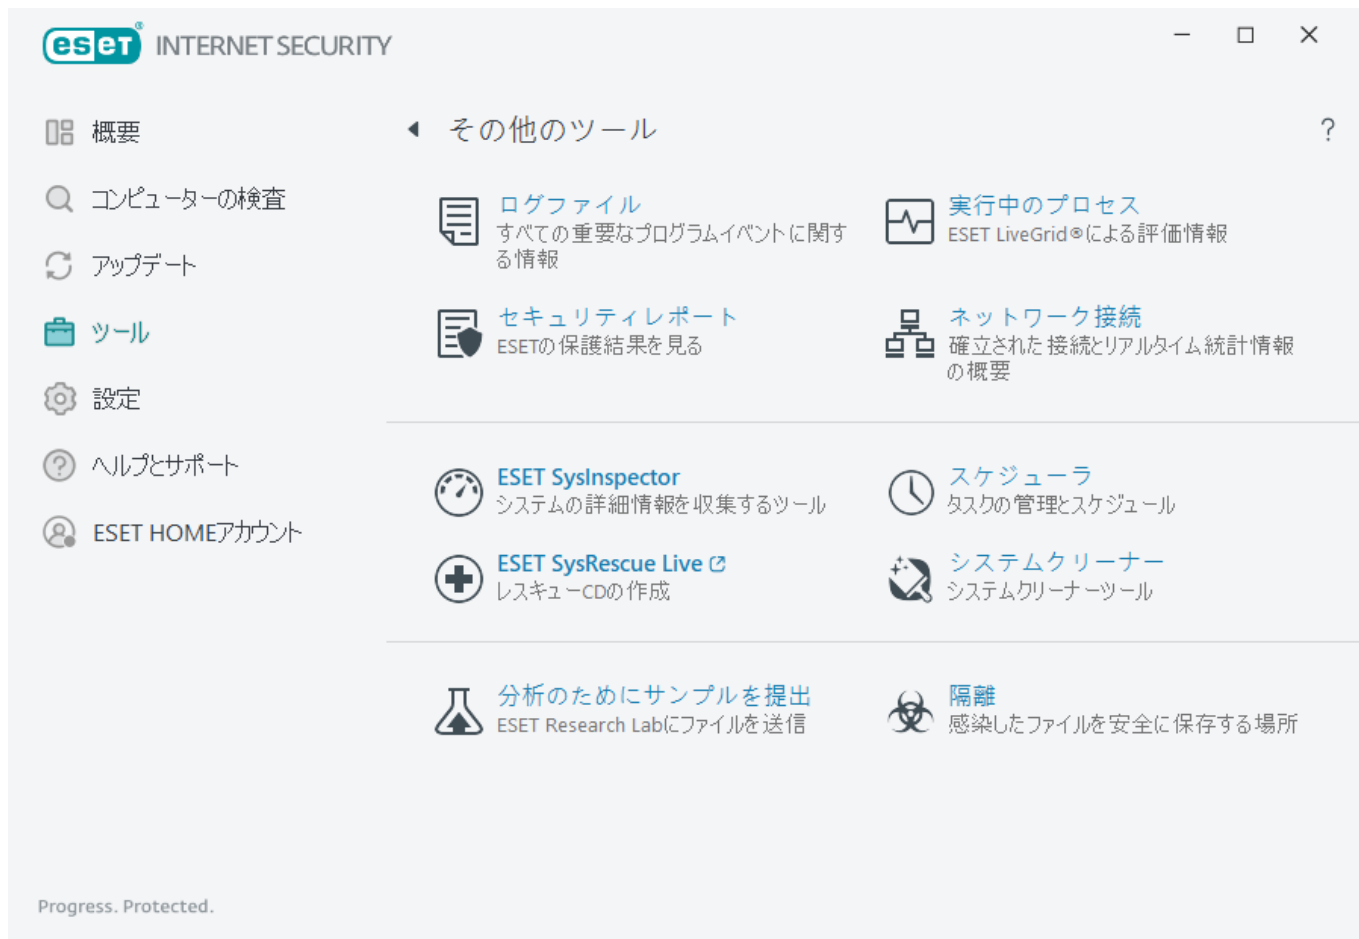 eset® INTERNET SECURITY
概要
コンピューターの検査
アップデート
ツール
設定
ヘルプとサポート
ESET HOMEアカウント
その他のツール
?
ログファイル
すべての重要なプログラムイベントに関す
る情報
実行中のプロセス
ESET LiveGrid®による評価情報
セキュリティレポート
ESETの保護結果を見る
ネットワーク接続
確立された接続とリアルタイム統計情報
の概要
ESET SysInspector
システムの詳細情報を収集するツール
スケジューラ
タスクの管理とスケジュール
ESET SysRescue Live
レスキューCDの作成
システムクリーナー
システムクリーナーツール
分析のためにサンプルを提出
ESET Research Labにファイルを送信
隔離
感染したファイルを安全に保存する場所
Progress. Protected.